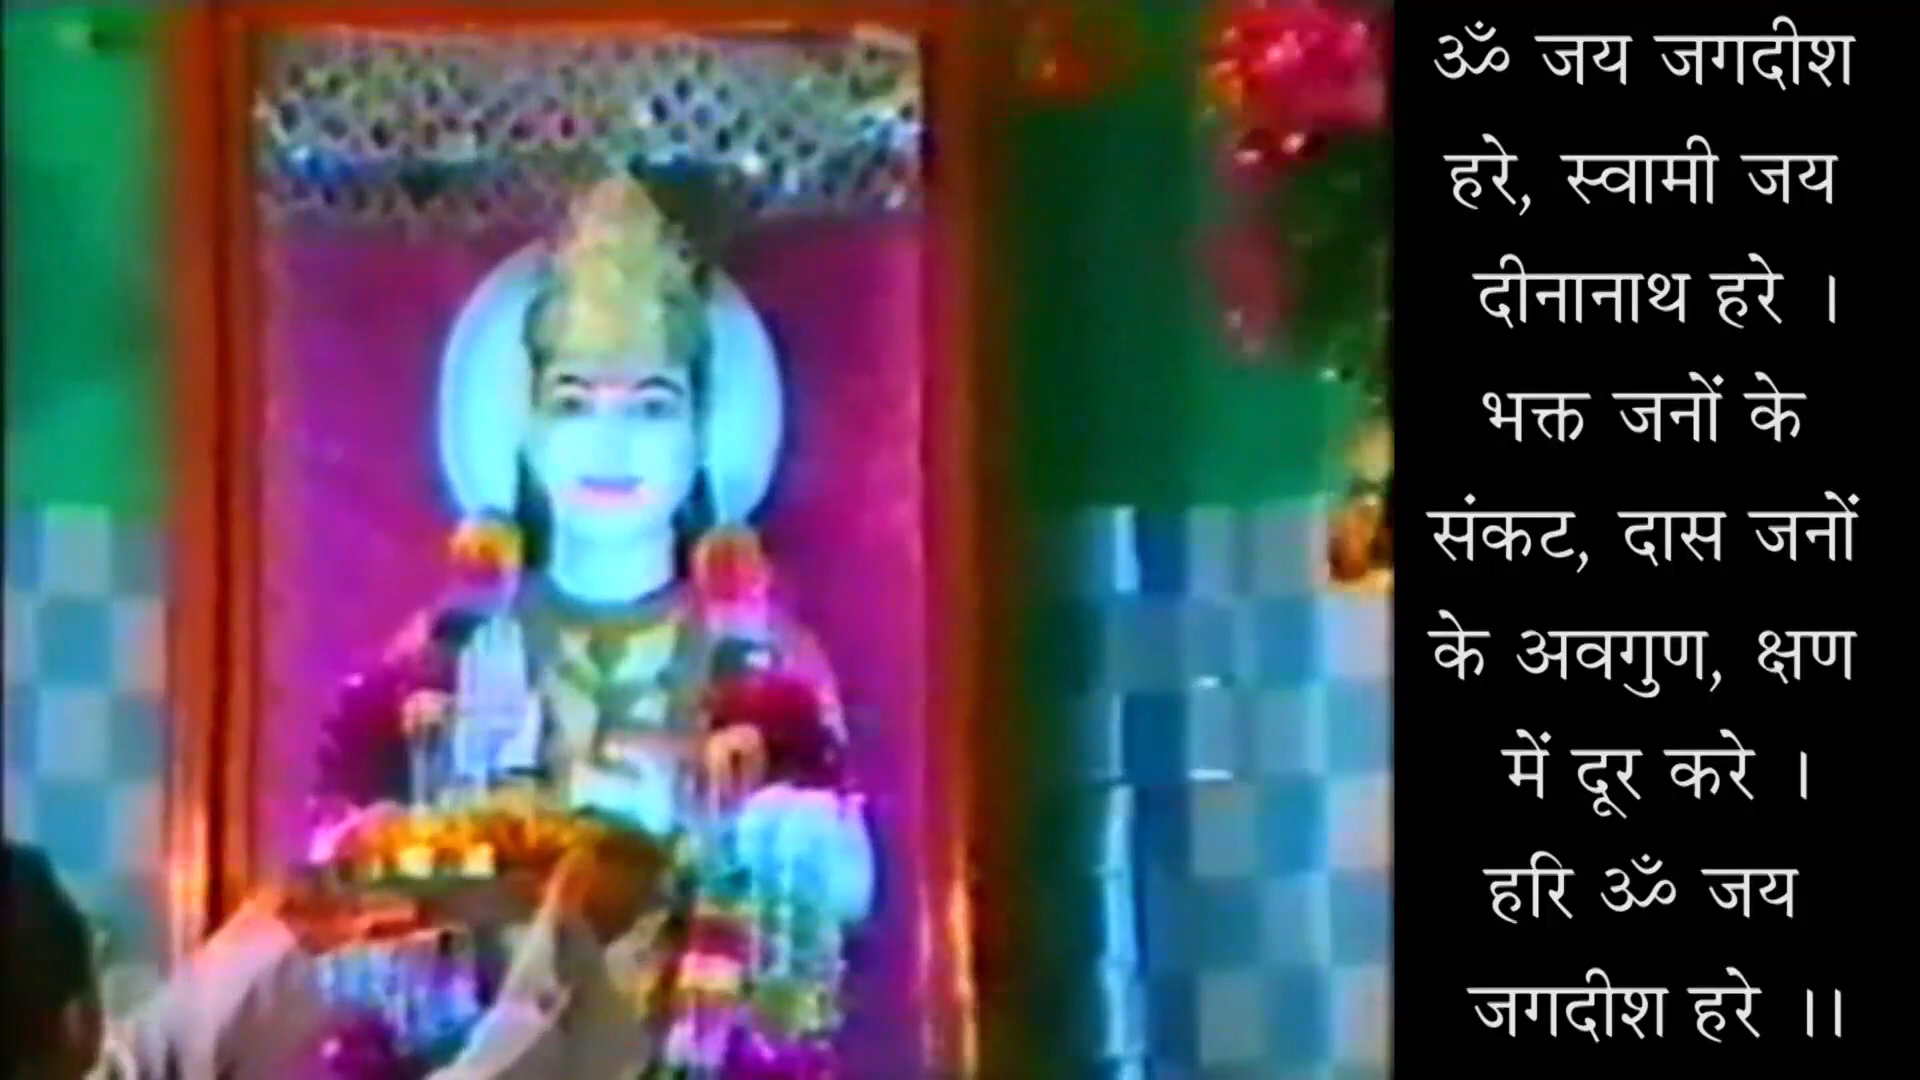 ॐ जय जगदीश
हरे, स्वामी जय
दीनानाथ हरे ।
भक्त जनों के
संकट, दास जनों
के अवगुण, क्षण
में दूर करे ।
हरि ॐ जय
जगदीश हरे ।।